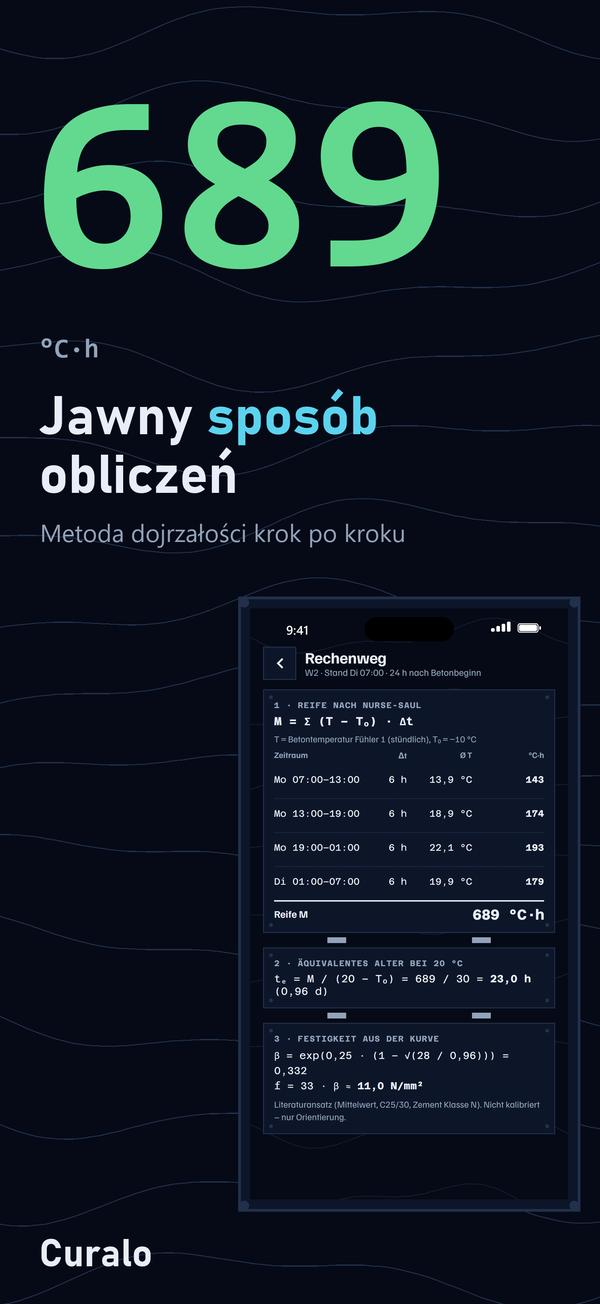 689
°C·h
Jawny sposób
obliczeń
Metoda dojrzałości krok po kroku
9:41
Rechenweg
W2 · Stand Di 07:00 · 24 h nach Betonbeginn
1 · REIFE NACH NURSE-SAUL
M = Σ (T − T₀) · Δt
T = Betontemperatur Fühler 1 (stündlich), T₀ = −10 °C
Zeitraum Δt Ø T °C·h
Mo 07:00–13:00 6 h 13,9 °C 143
Mo 13:00–19:00 6 h 18,9 °C 174
Mo 19:00–01:00 6 h 22,1 °C 193
Di 01:00–07:00 6 h 19,9 °C 179
Reife M 689 °C·h
2 · ÄQUIVALENTES ALTER BEI 20 °C
tₑ = M / (20 − T₀) = 689 / 30 = 23,0 h
(0,96 d)
3 · FESTIGKEIT AUS DER KURVE
β = exp(0,25 · (1 − √(28 / 0,96))) =
0,332
f = 33 · β ≈ 11,0 N/mm²
Literaturansatz (Mittelwert, C25/30, Zement Klasse N). Nicht kalibriert
– nur Orientierung.
Curalo